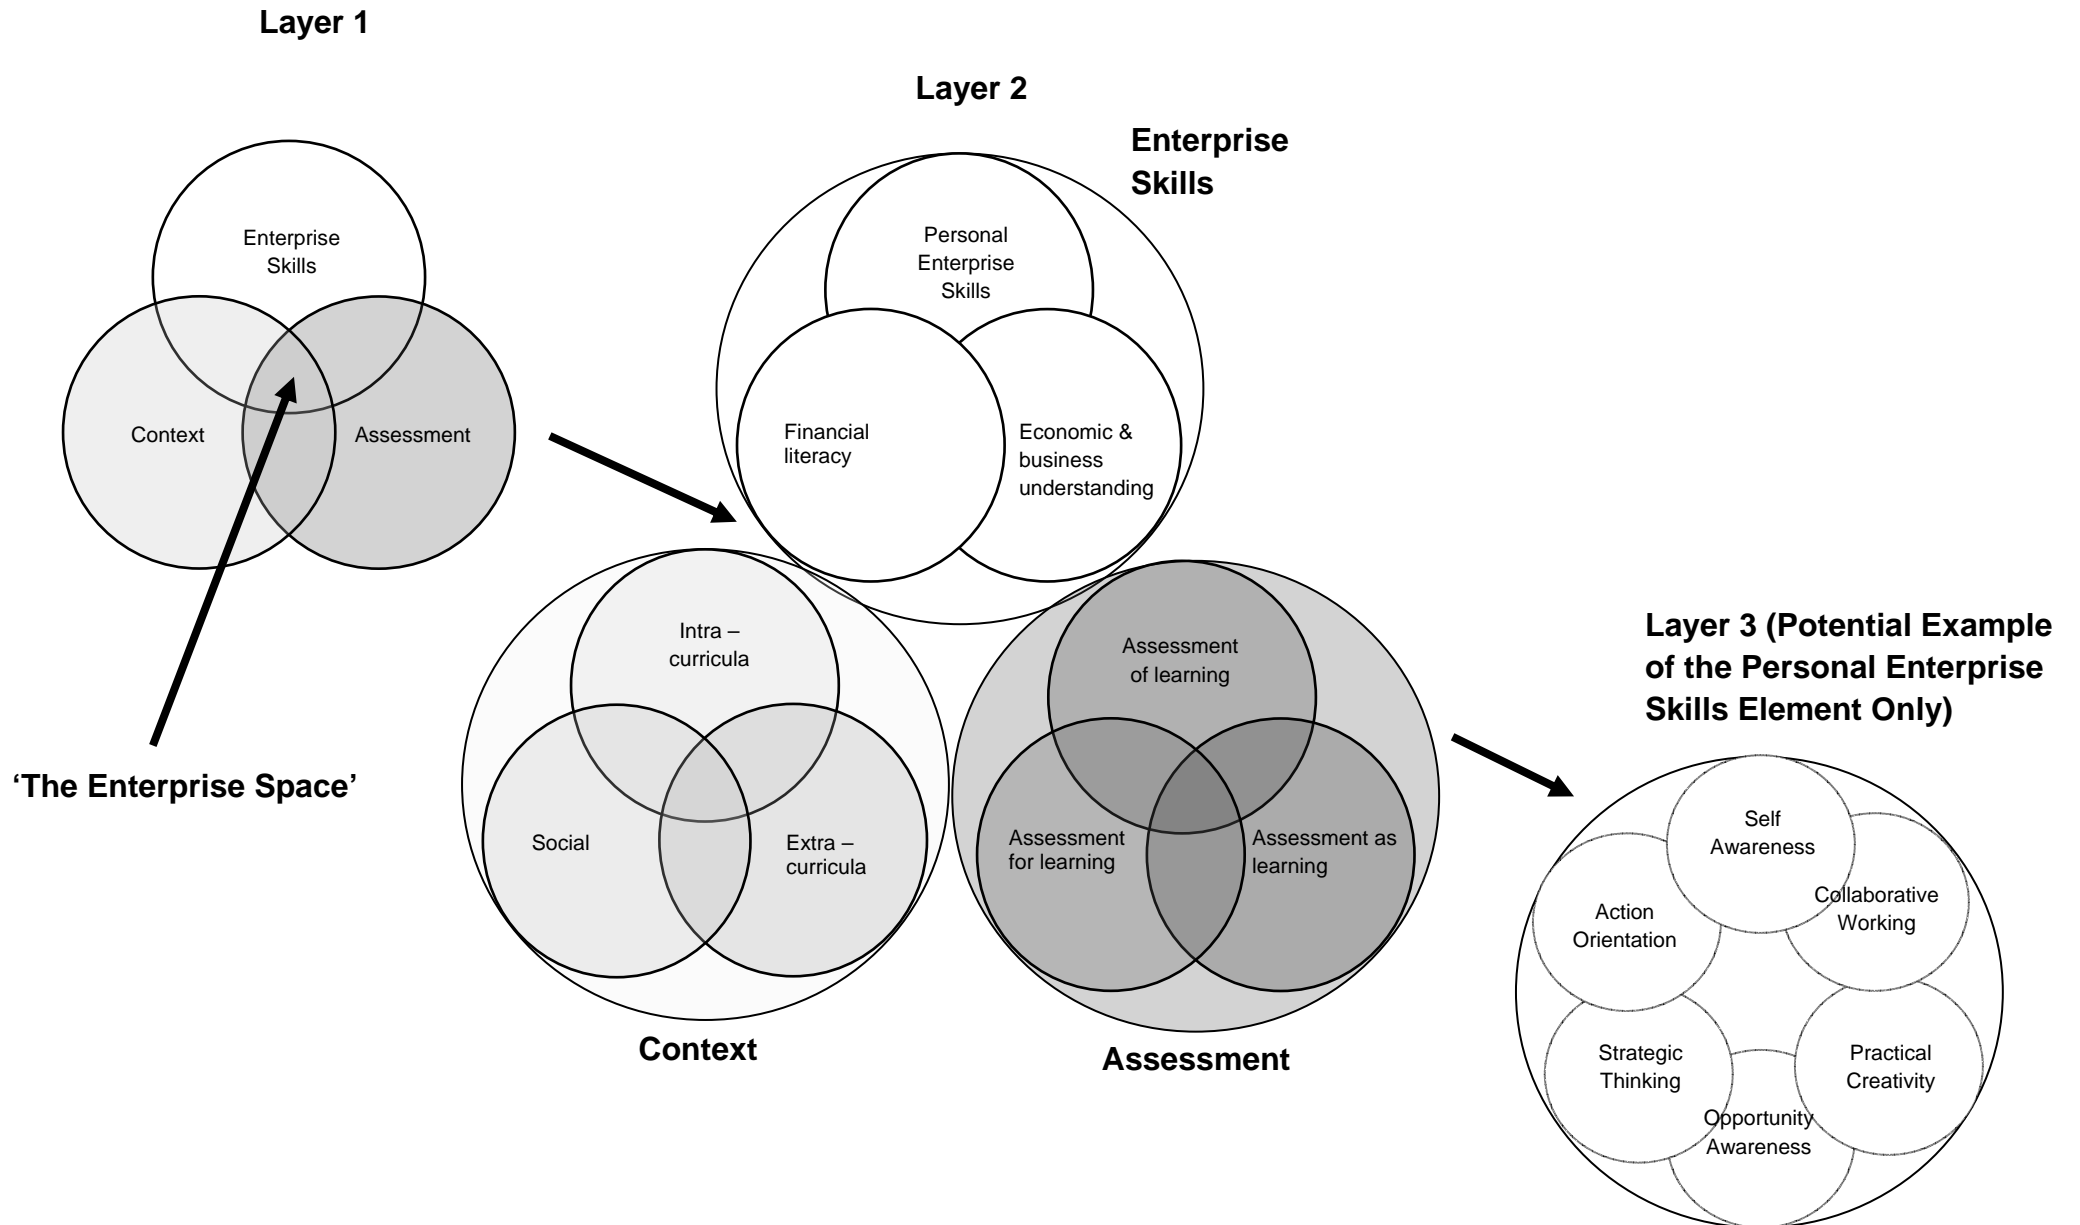 Layer 1
Enterprise
Skills
Context
Assessment
‘The Enterprise Space’
Layer 2
Enterprise
Skills
Personal
Enterprise
Skills
Financial
literacy
Economic &
business
understanding
Intra –
curricula
Social
Extra –
curricula
Context
Assessment
of learning
Assessment
for learning
Assessment as
learning
Assessment
Layer 3 (Potential Example
of the Personal Enterprise
Skills Element Only)
Self
Awareness
Collaborative
Working
Action
Orientation
Strategic
Thinking
Practical
Creativity
Opportunity
Awareness